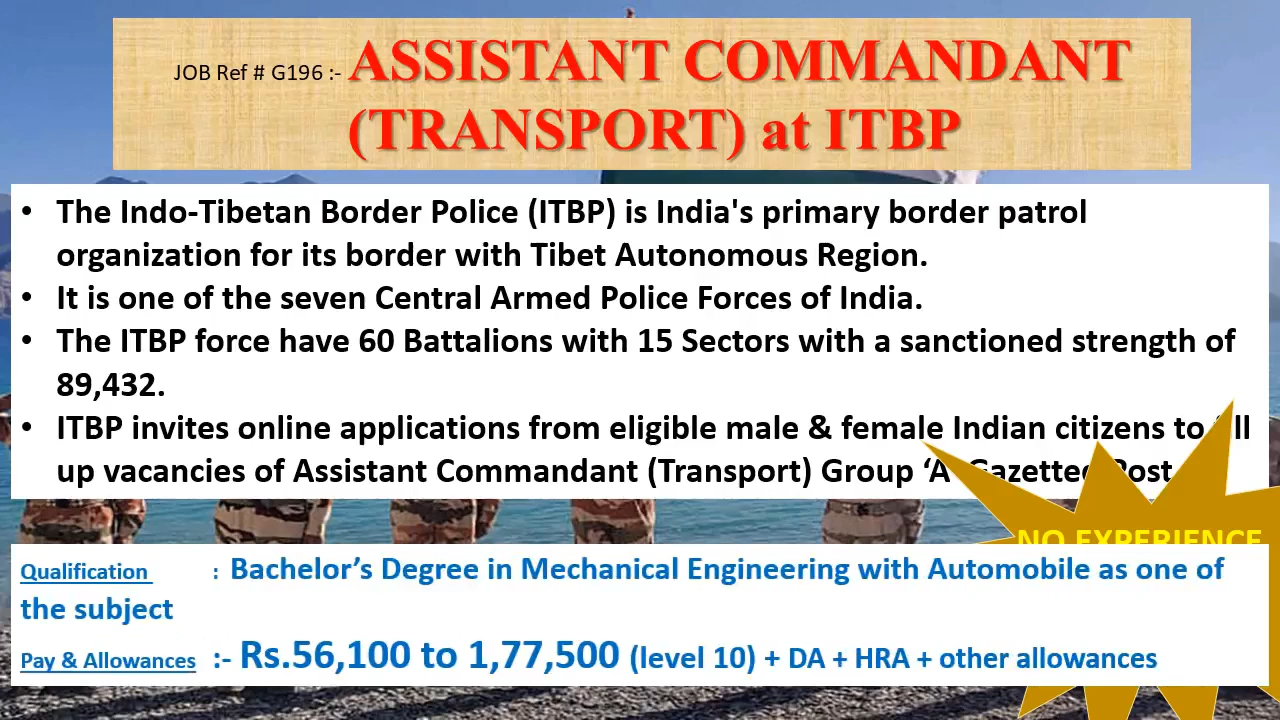 JOB Ref # G196 :- ASSISTANT COMMANDANT
(TRANSPORT) at ITBP
• The Indo-Tibetan Border Police (ITBP) is India's primary border patrol
organization for its border with Tibet Autonomous Region.
• It is one of the seven Central Armed Police Forces of India.
• The ITBP force have 60 Battalions with 15 Sectors with a sanctioned strength of
89,432.
• ITBP invites online applications from eligible male & female Indian citizens to
up vacancies of Assistant Commandant (Transport) Group ‘A
NO EXPERIENCE
Qualification : Bachelor’s Degree in Mechanical Engineering with Automobile as one of
the subject
Pay & Allowances :- Rs.56,100 to 1,77,500 (level 10) + DA + HRA + other allowances